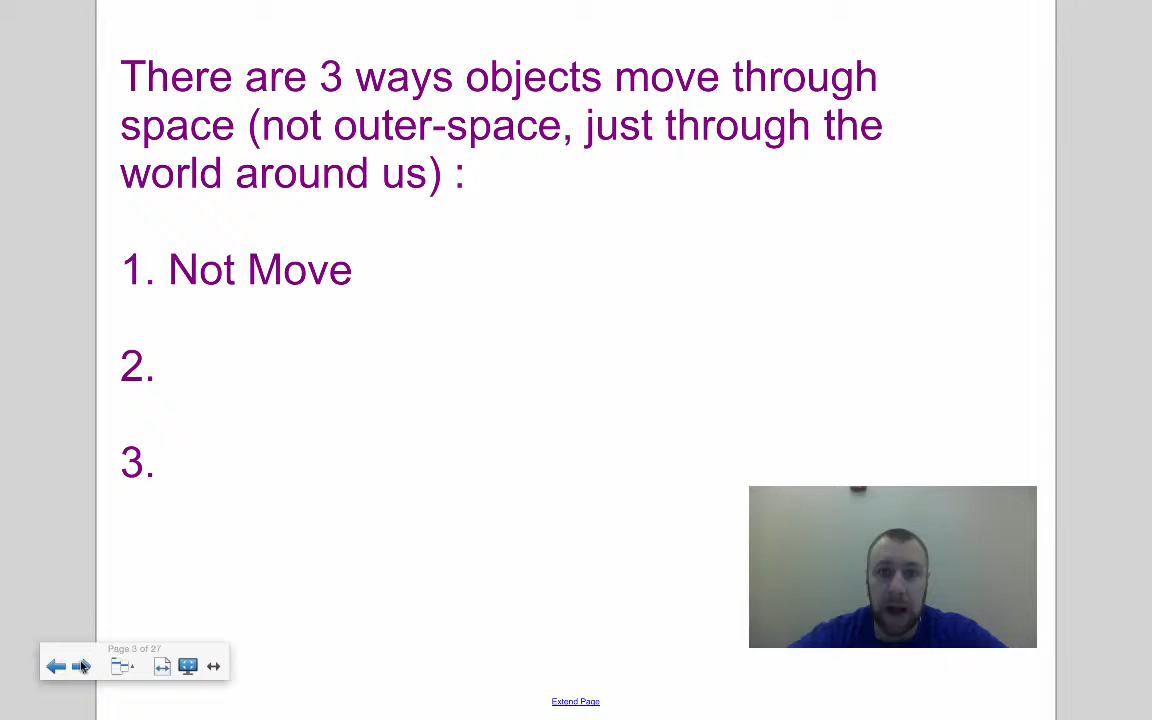 There are 3 ways objects move through
space (not outer-space, just through the
world around us) :
1. Not Move
2.
3.
Page 3 of 27
Extend Page